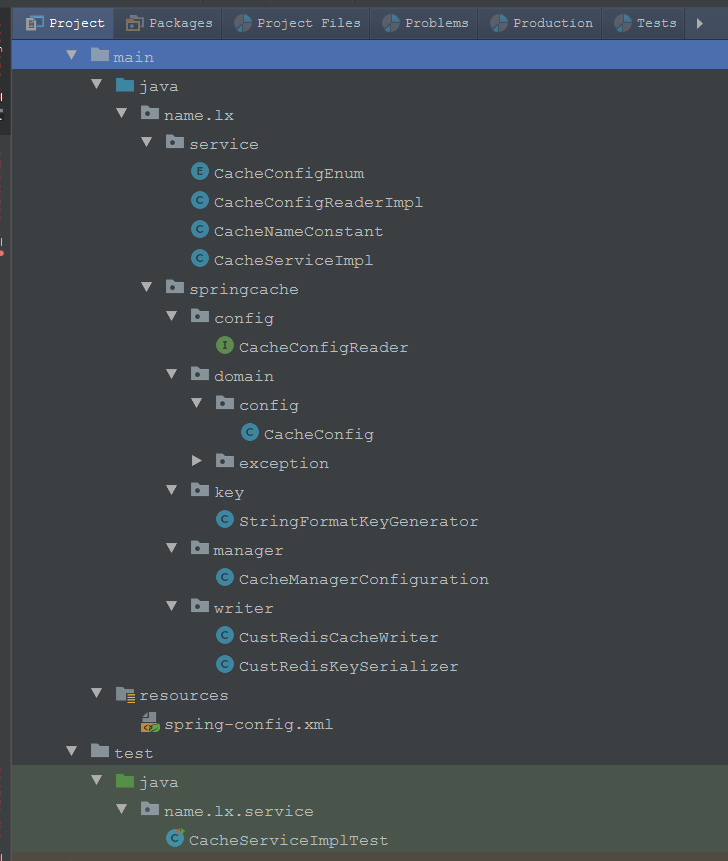 Project Packages Project Files Problems Production Tests
main
java
name.lx
service
E CacheConfigEnum
C CacheConfigReaderImpl
C CacheNameConstant
C CacheServiceImpl
springcache
config
I CacheConfigReader
domain
config
C CacheConfig
exception
key
C StringFormatKeyGenerator
manager
C CacheManagerConfiguration
writer
C CustRedisCacheWriter
C CustRedisKeySerializer
resources
spring-config.xml
test
java
name.lx.service
C CacheServiceImplTest